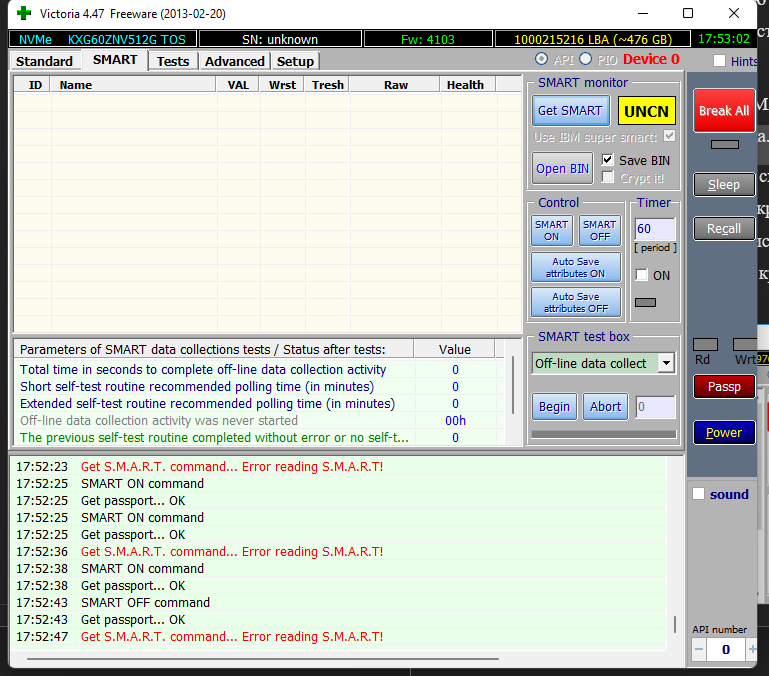 Victoria 4.47 Freeware (2013-02-20)
NVMe KXG60ZNV512G TOS SN: unknown Fw: 4103 1000215216 LBA (~476 GB) 17:53:02
Standard SMART Tests Advanced Setup API PIO Device 0 Hints
ID Name VAL Wrst Tresh Raw Health
SMART monitor
Get SMART UNCN
Use IBM super smart:
Open BIN Save BIN
Crypt it!
Control Timer
SMART ON SMART OFF 60
[ period ]
Auto Save attributes ON ON
Auto Save attributes OFF
SMART test box
Off-line data collect
Begin Abort 0
Break All
Sleep
Recall
Rd Wrt
Passp
Power
sound
API number
0
Parameters of SMART data collections tests / Status after tests: Value
Total time in seconds to complete off-line data collection activity 0
Short self-test routine recommended polling time (in minutes) 0
Extended self-test routine recommended polling time (in minutes) 0
Off-line data collection activity was never started 00h
The previous self-test routine completed without error or no self-t... 0
17:52:23 Get S.M.A.R.T. command... Error reading S.M.A.R.T!
17:52:25 SMART ON command
17:52:25 Get passport... OK
17:52:25 SMART ON command
17:52:25 Get passport... OK
17:52:36 Get S.M.A.R.T. command... Error reading S.M.A.R.T!
17:52:38 SMART ON command
17:52:38 Get passport... OK
17:52:43 SMART OFF command
17:52:43 Get passport... OK
17:52:47 Get S.M.A.R.T. command... Error reading S.M.A.R.T!